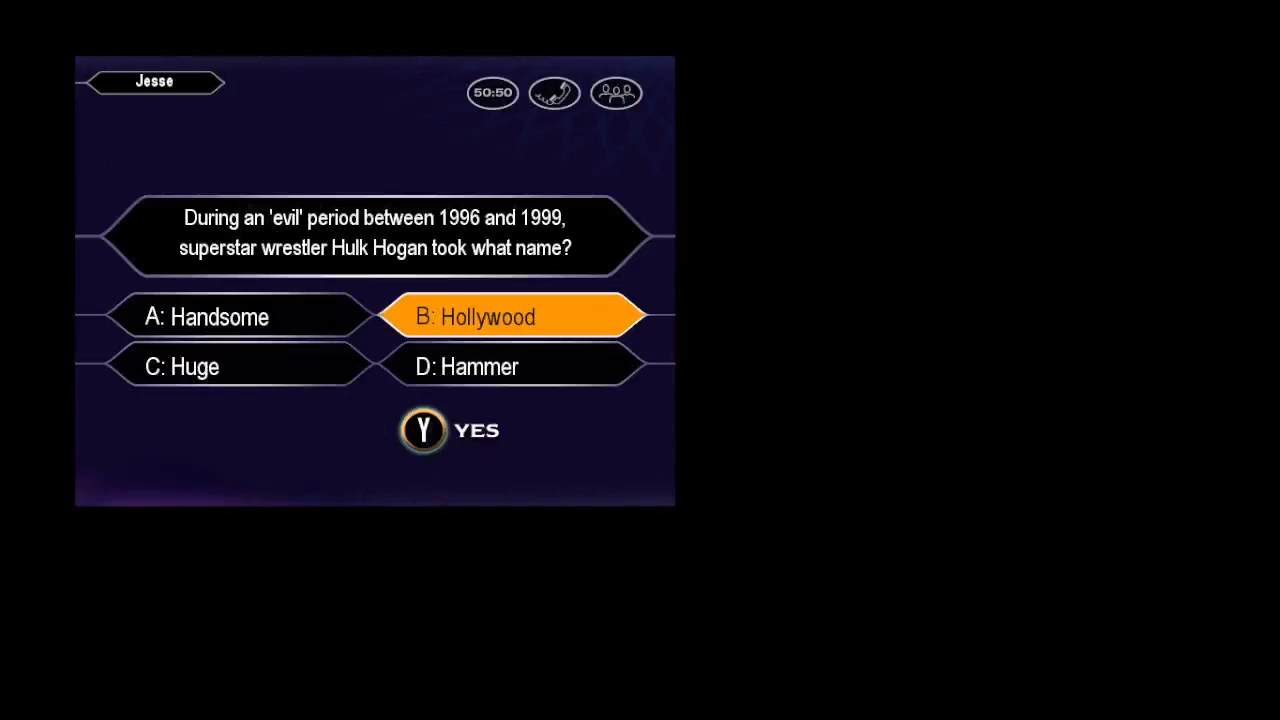 Jesse
50:50
During an 'evil' period between 1996 and 1999,
superstar wrestler Hulk Hogan took what name?
A: Handsome
B: Hollywood
C: Huge
D: Hammer
Y YES